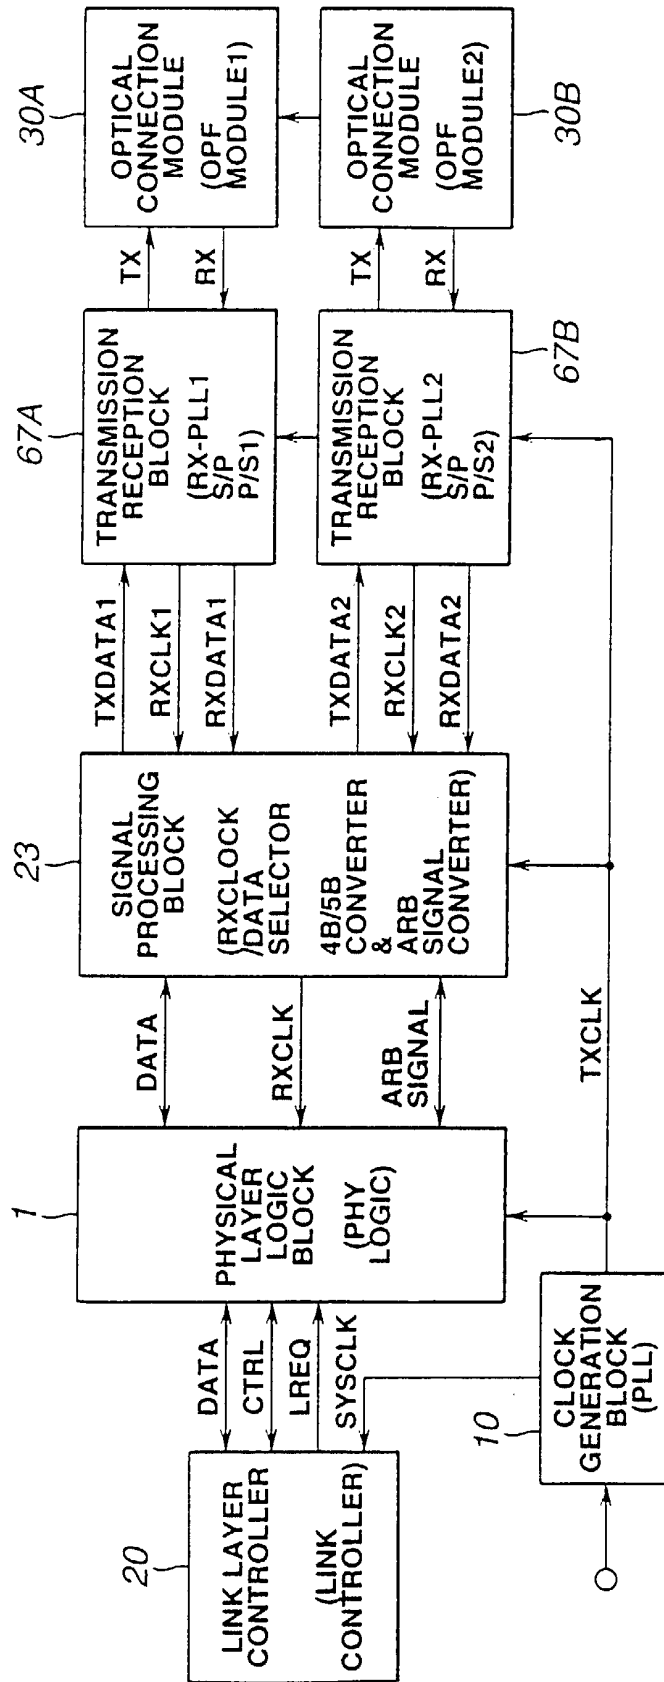 20
LINK LAYER
CONTROLLER
(LINK
CONTROLLER)
DATA
CTRL
LREQ
SYSCLK
10
CLOCK
GENERATION
BLOCK
(PLL)
1
PHYSICAL
LAYER
LOGIC
BLOCK
(PHY
LOGIC)
DATA
RXCLK
ARB
SIGNAL
TXCLK
23
SIGNAL
PROCESSING
BLOCK
(RXCLOCK
/DATA
SELECTOR
4B/5B
CONVERTER
&
ARB
SIGNAL
CONVERTER)
TXDATA1
RXCLK1
RXDATA1
TXDATA2
RXCLK2
RXDATA2
67A
TRANSMISSION
RECEPTION
BLOCK
(RX-PLL1
S/P
P/S1)
TRANSMISSION
RECEPTION
BLOCK
(RX-PLL2
S/P
P/S2)
67B
TX
RX
TX
RX
30A
OPTICAL
CONNECTION
MODULE
(OPF
MODULE1)
OPTICAL
CONNECTION
MODULE
(OPF
MODULE2)
30B